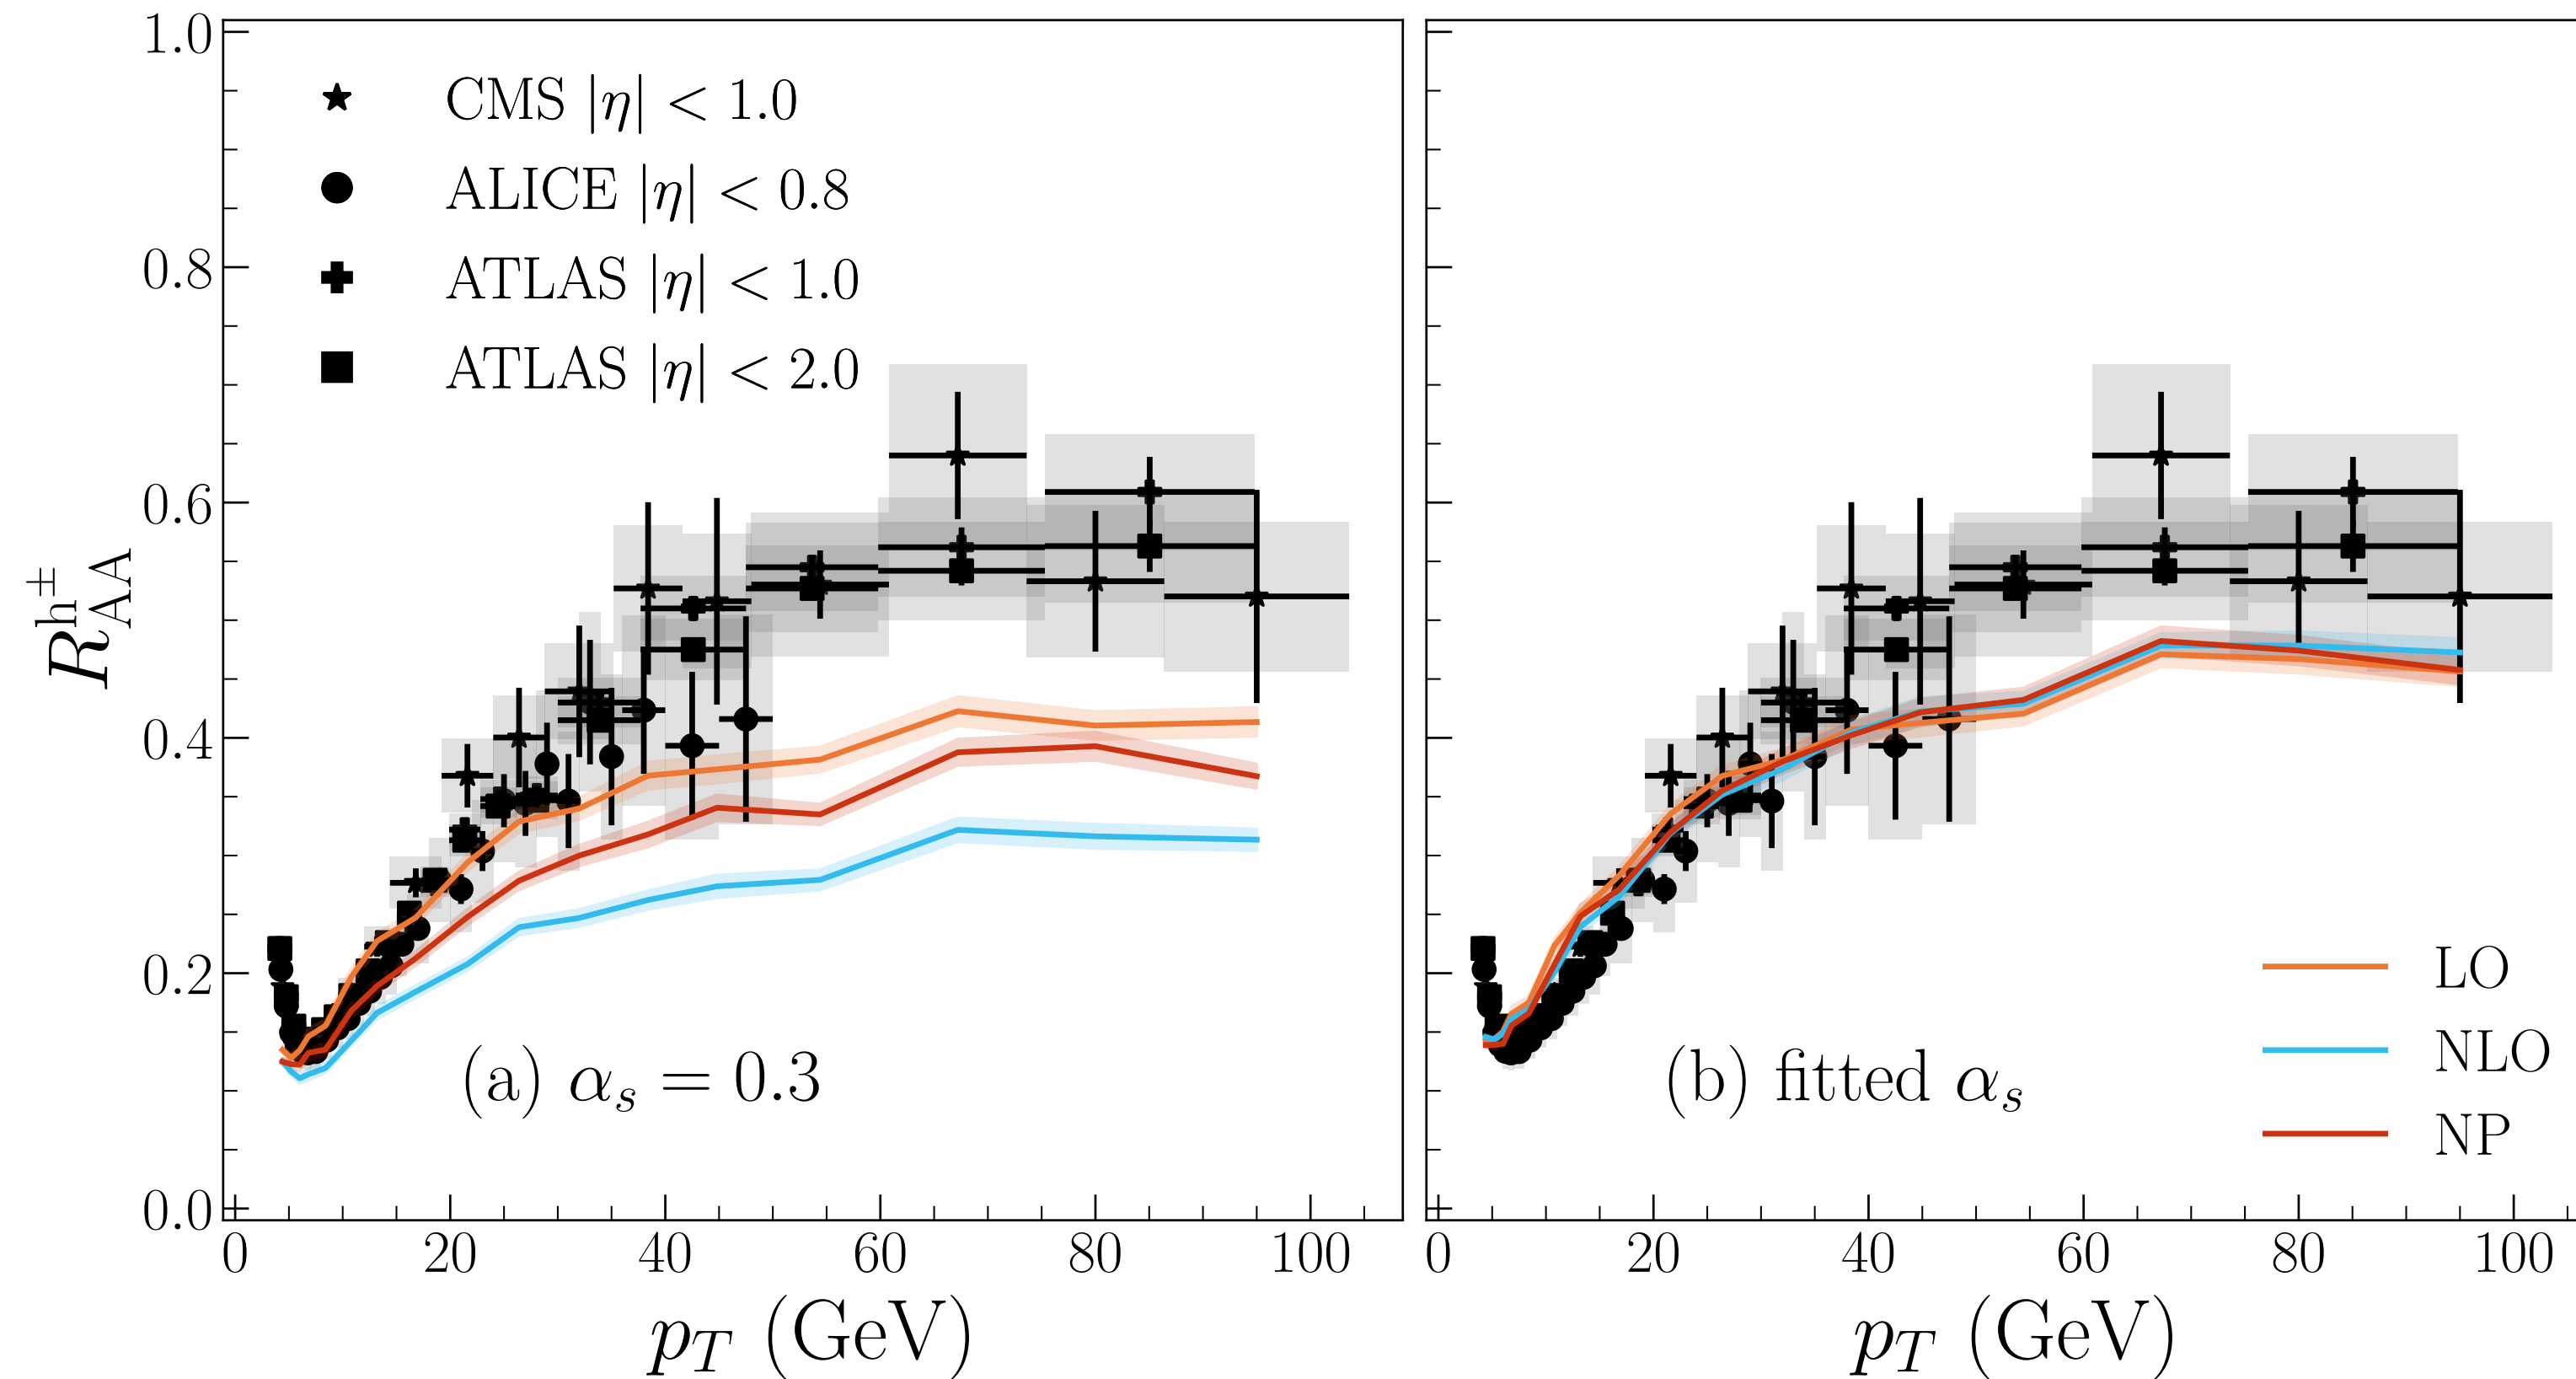 1.0
0.8
0.6
0.4
0.2
0.0
R_{AA}^{h^±}
CMS |η| < 1.0
ALICE |η| < 0.8
ATLAS |η| < 1.0
ATLAS |η| < 2.0
(a) α_s = 0.3
0 20 40 60 80 100
p_T (GeV)
LO
NLO
NP
(b) fitted α_s
0 20 40 60 80 100
p_T (GeV)